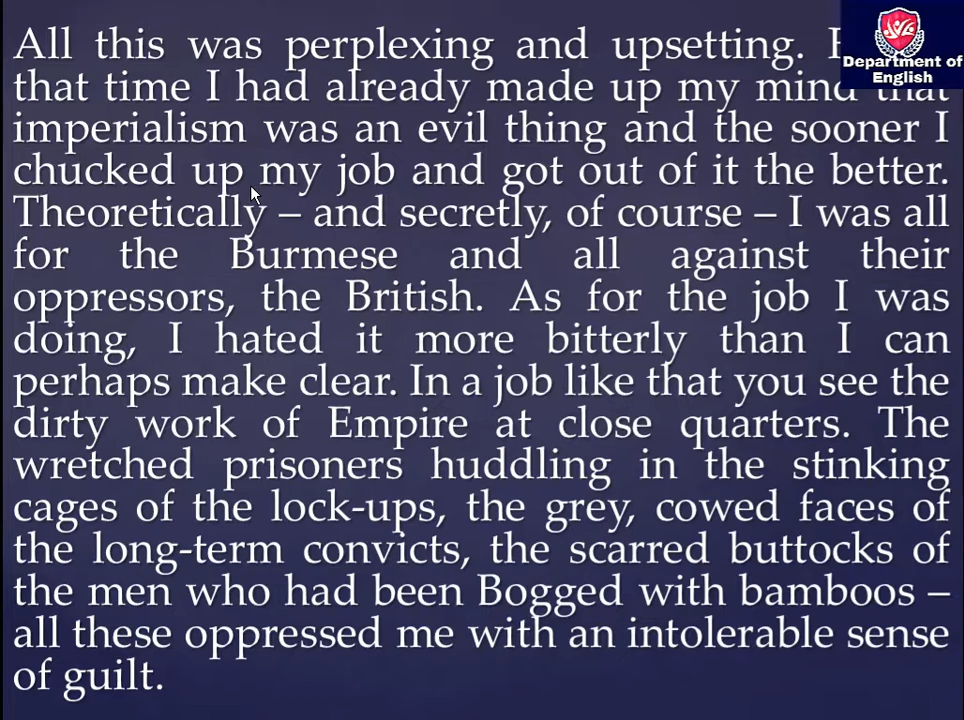 All this was perplexing and upsetting.
Department of
English
that time I had already made up my mind that
imperialism was an evil thing and the sooner I
chucked up my job and got out of it the better.
Theoretically – and secretly, of course – I was all
for the Burmese and all against their
oppressors, the British. As for the job I was
doing, I hated it more bitterly than I can
perhaps make clear. In a job like that you see the
dirty work of Empire at close quarters. The
wretched prisoners huddling in the stinking
cages of the lock-ups, the grey, cowed faces of
the long-term convicts, the scarred buttocks of
the men who had been Bogged with bamboos –
all these oppressed me with an intolerable sense
of guilt.